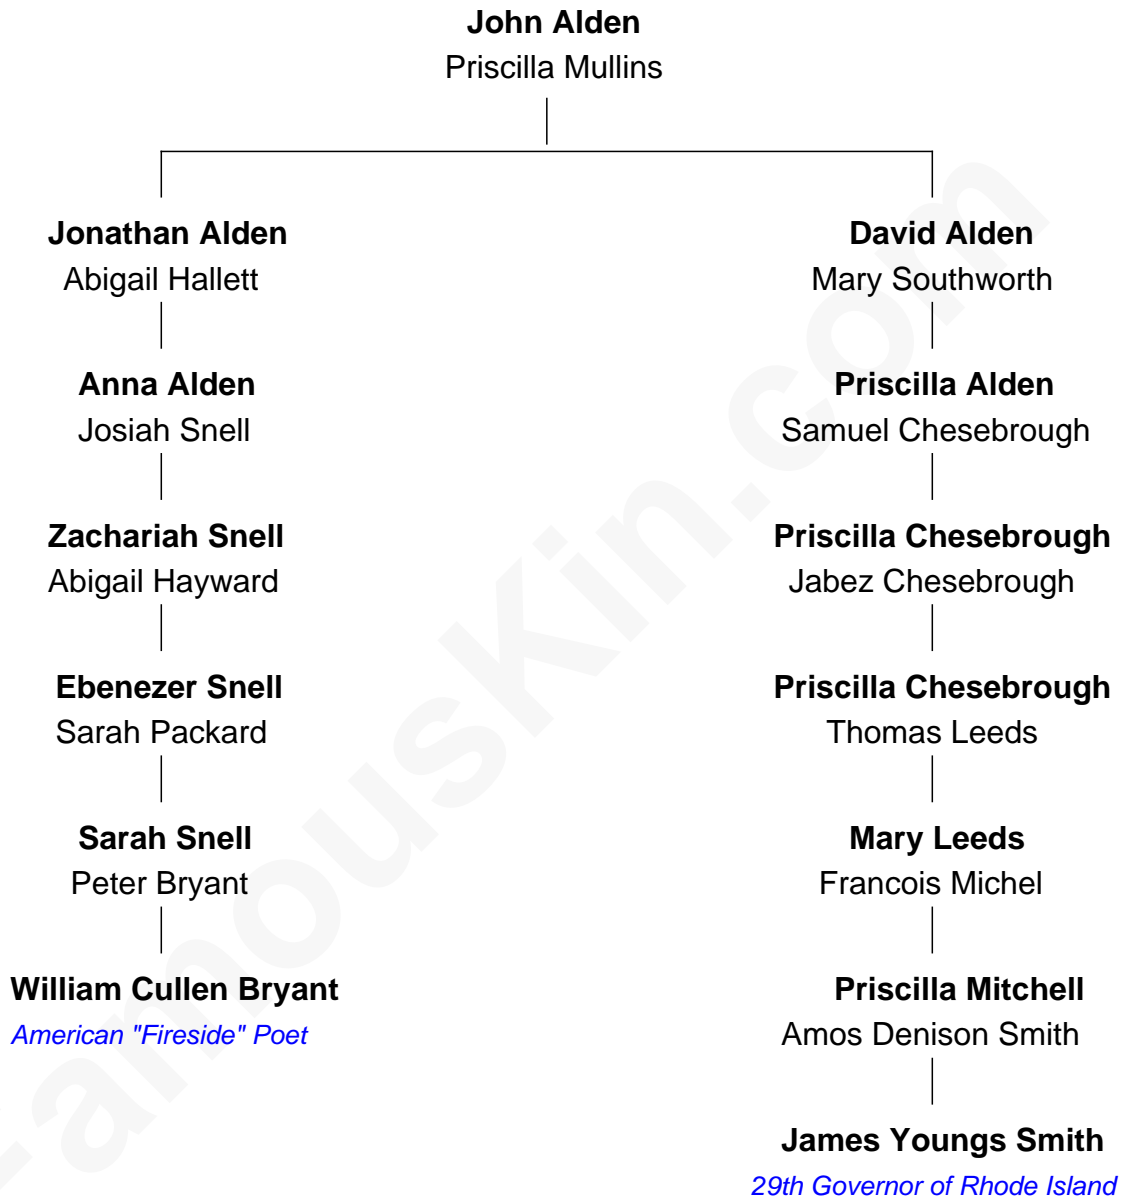 John Alden
Priscilla Mullins
Jonathan Alden
Abigail Hallett
David Alden
Mary Southworth
Anna Alden
Josiah Snell
Priscilla Alden
Samuel Chesebrough
Zachariah Snell
Abigail Hayward
Priscilla Chesebrough
Jabez Chesebrough
Ebenezer Snell
Sarah Packard
Priscilla Chesebrough
Thomas Leeds
Sarah Snell
Peter Bryant
Mary Leeds
Francois Michel
William Cullen Bryant
American "Fireside" Poet
Priscilla Mitchell
Amos Denison Smith
James Youngs Smith
29th Governor of Rhode Island
FamousKin.com